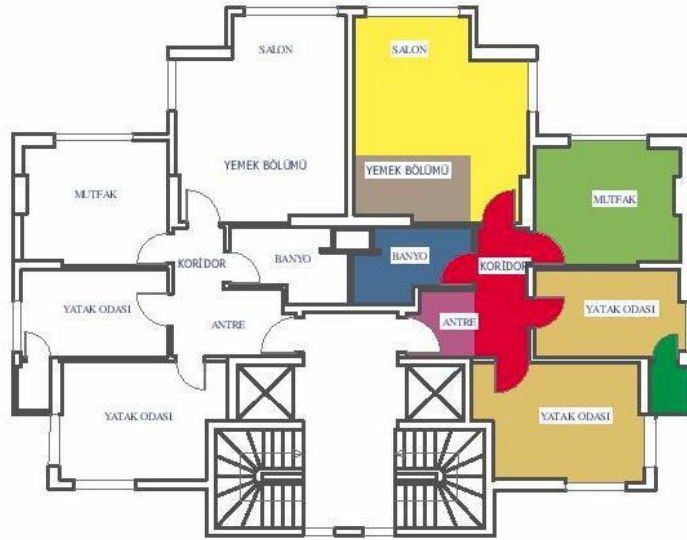 SALON
SALON
YEMEK BÖLÜMÜ
YEMEK BÖLÜMÜ
MUTFAK
MUTFAK
KORİDOR
BANYO
BANYO
KORİDOR
YATAK ODASI
ANTRE
ANTRE
YATAK ODASI
YATAK ODASI
YATAK ODASI